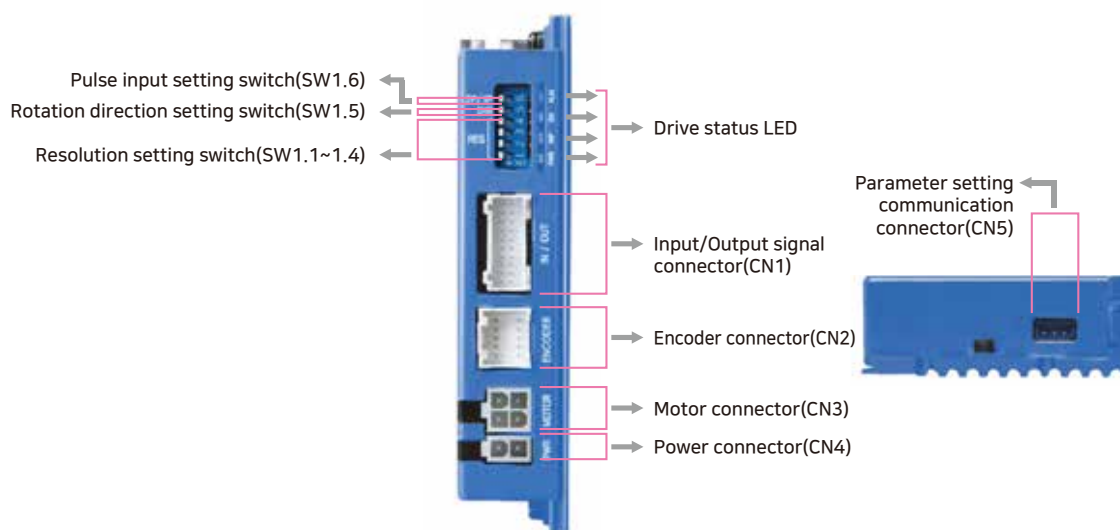 Pulse input setting switch(SW1.6)
Rotation direction setting switch(SW1.5)
Resolution setting switch(SW1.1~1.4)
Drive status LED
Input/Output signal
connector(CN1)
Encoder connector(CN2)
Motor connector(CN3)
Power connector(CN4)
Parameter setting
communication
connector(CN5)
RES
IN / OUT
ENCODER
MOTOR
PWR